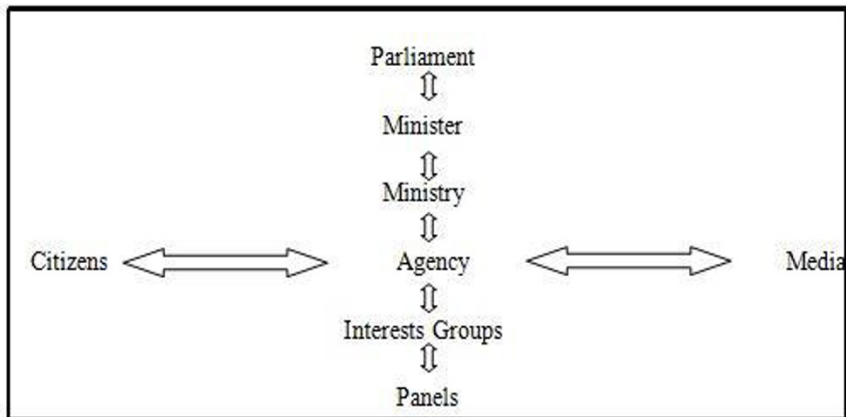 Parliament
Minister
Ministry
Citizens Agency Media
Interests Groups
Panels